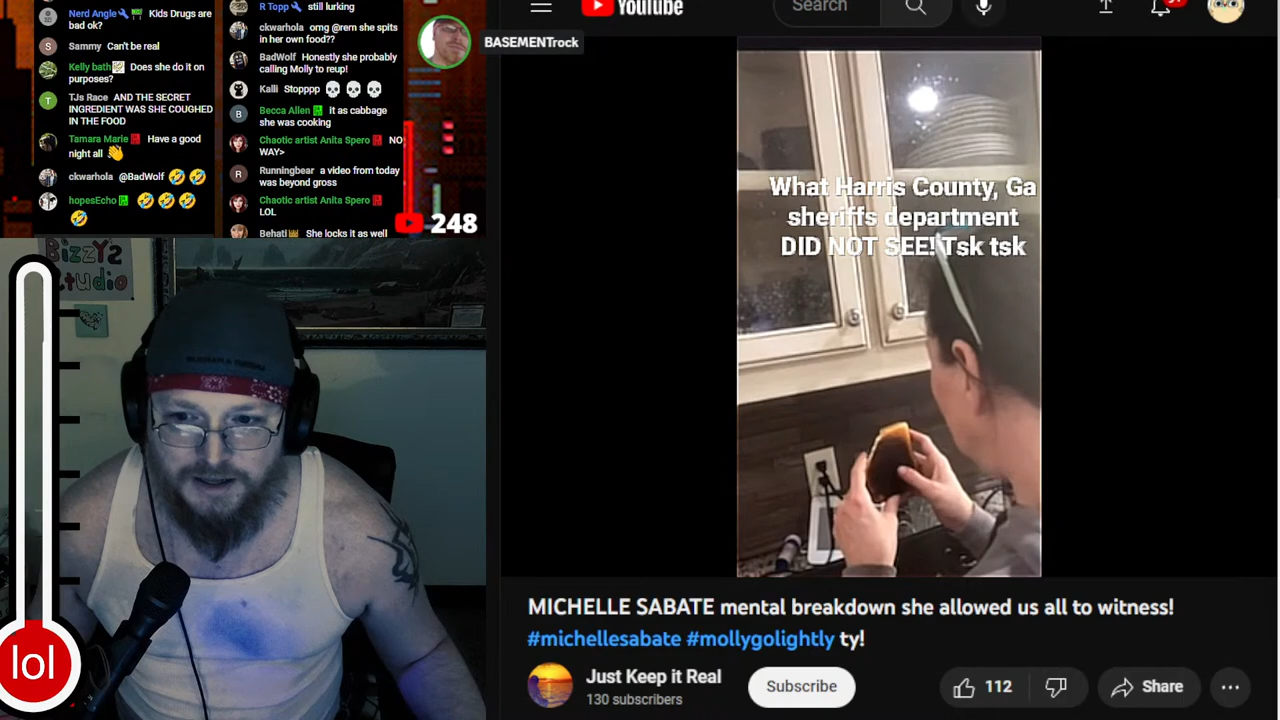 Nerd Angle Kids Drugs are
bad ok?
Sammy Can't be real
Kelly bath Does she do it on
purposes?
TJs Race AND THE SECRET
INGREDIENT WAS SHE COUGHED
IN THE FOOD
Tamara Marie Have a good
night all
ckwarhola @BadWolf
hopesEcho
R Topp still lurking
ckwarhola omg @rem she spits
in her own food??
BadWolf Honestly she probably
calling Molly to reup!
Kalli Stopppp
Becca Allen it as cabbage
she was cooking
Chaotic artist Anita Spero NO
WAY>
Runningbear a video from today
was beyond gross
Chaotic artist Anita Spero
LOL
Behati She locks it as well
248
BASEMENTrock
YouTube
Search
BizzYs
Studio
lol
What Harris County, Ga
sheriffs department
DID NOT SEE! Tsk tsk
MICHELLE SABATE mental breakdown she allowed us all to witness!
#michellesabate #mollygolightly ty!
Just Keep it Real
130 subscribers
Subscribe
112
Share